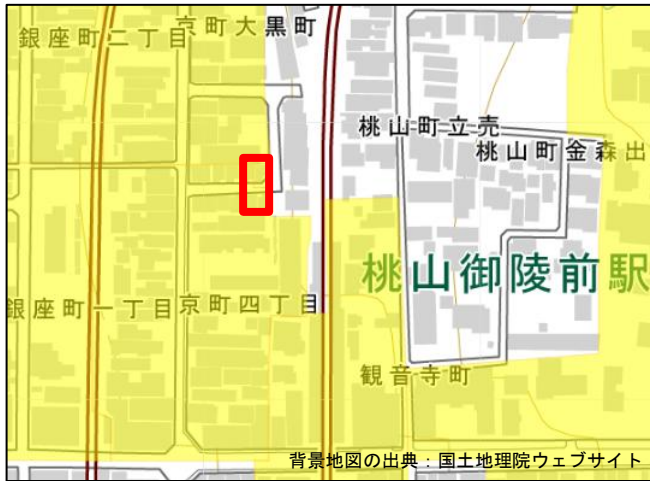 銀座町二丁目
京町大黒町
桃山町立売
桃山町金森出
桃山御陵前駅
銀座町一丁目
京町四丁目
観音寺町
背景地図の出典：国土地理院ウェブサイト